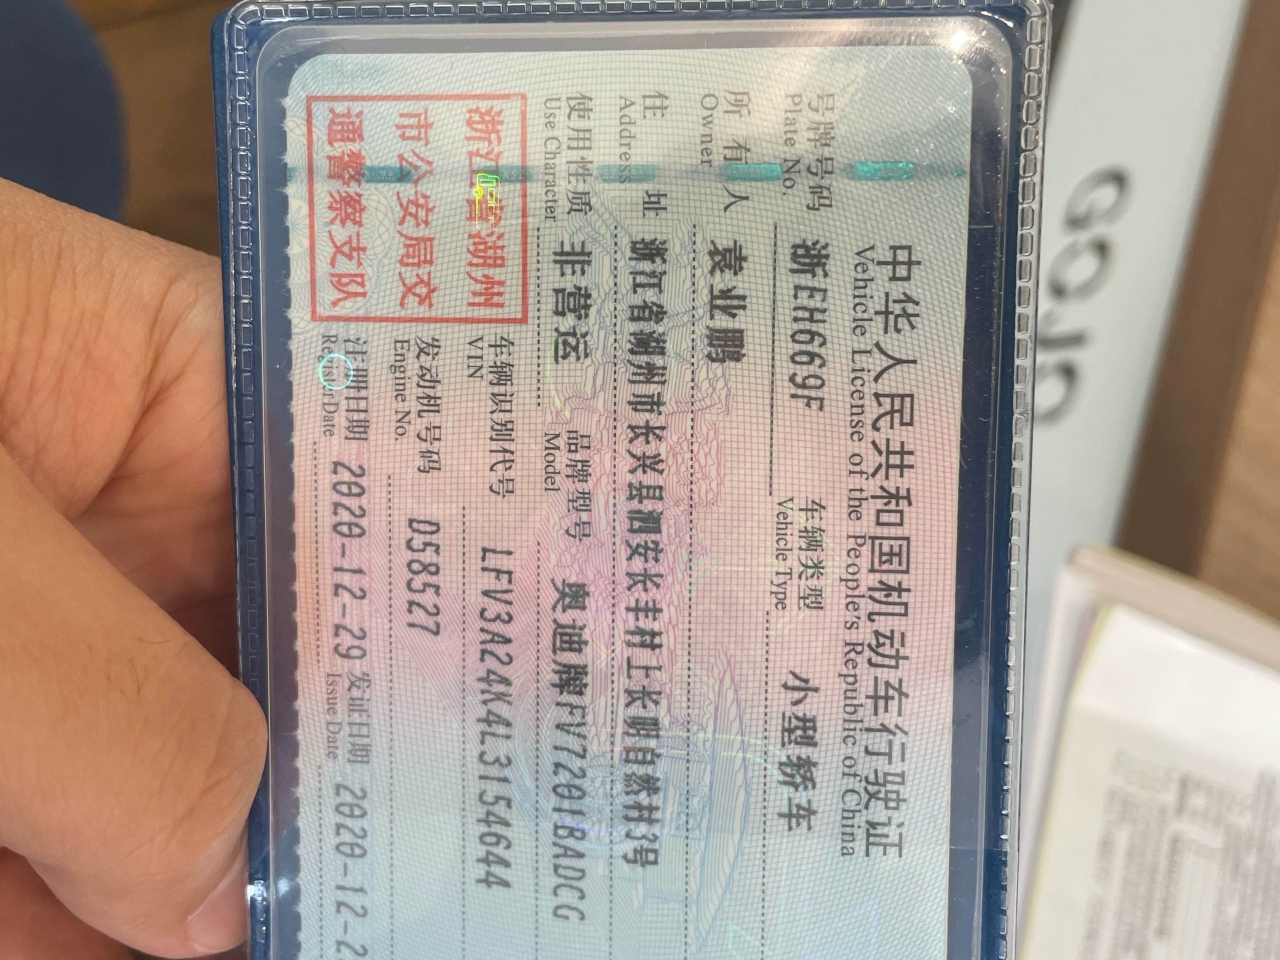 中华人民共和国机动车行驶证
Vehicle License of the People's Republic of China
号牌号码 浙EH669F 车辆类型 小型轿车
Plate No. Vehicle Type
所有人 袁业鹏
Owner
住址 浙江省湖州市长兴县泗安长丰村上长明自然村3号
Address
使用性质 非营运 品牌型号 奥迪牌FV7201BADCG
Use Character Model
浙江省湖州
市公安局交
通警察支队
车辆识别代号 LFV3A24K4L3154644
VIN
发动机号码 D58527
Engine No.
注册日期 2020-12-29 发证日期 2020-12-2
Register Date Issue Date
GOJO